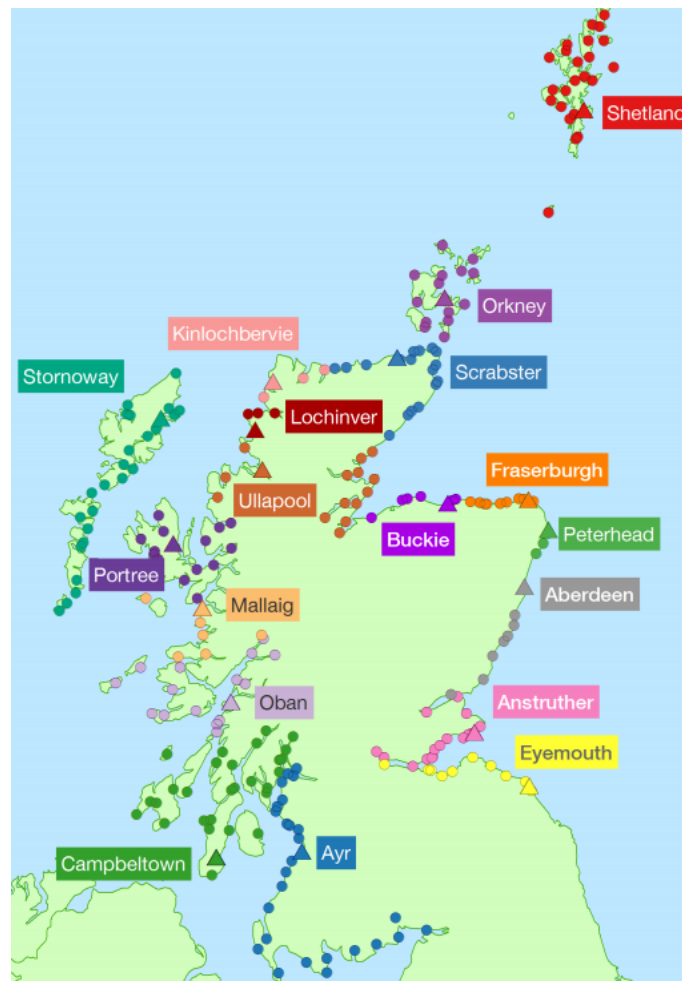 Shetland
Orkney
Kinlochbervie
Stornoway
Scrabster
Lochinver
Fraserburgh
Ullapool
Buckie
Peterhead
Portree
Mallaig
Aberdeen
Oban
Anstruther
Eyemouth
Campbeltown
Ayr